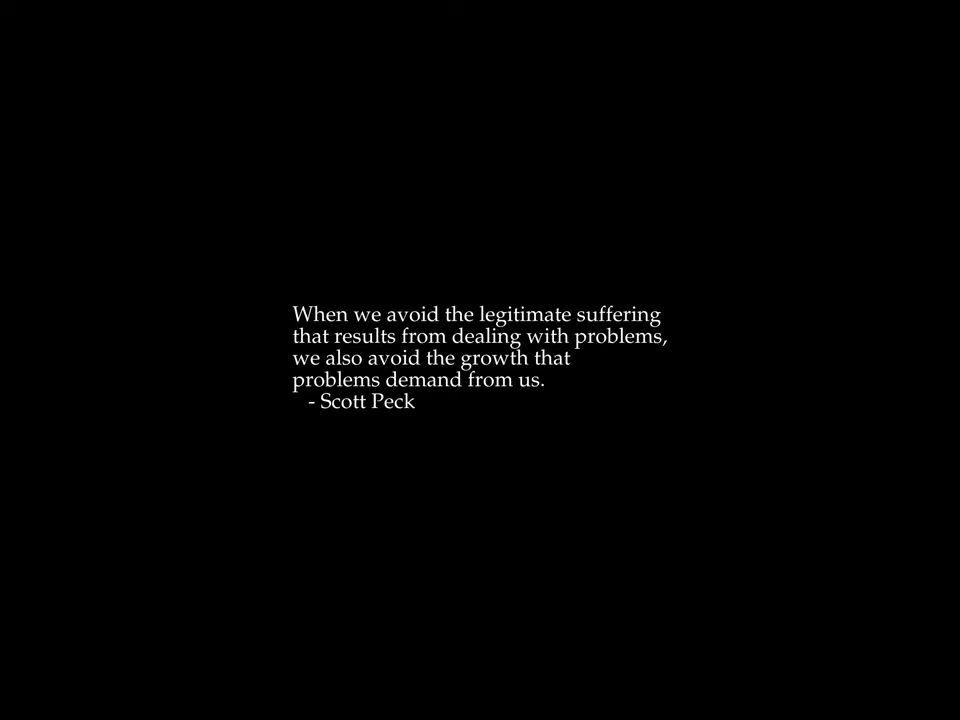 When we avoid the legitimate suffering
that results from dealing with problems,
we also avoid the growth that
problems demand from us.
- Scott Peck